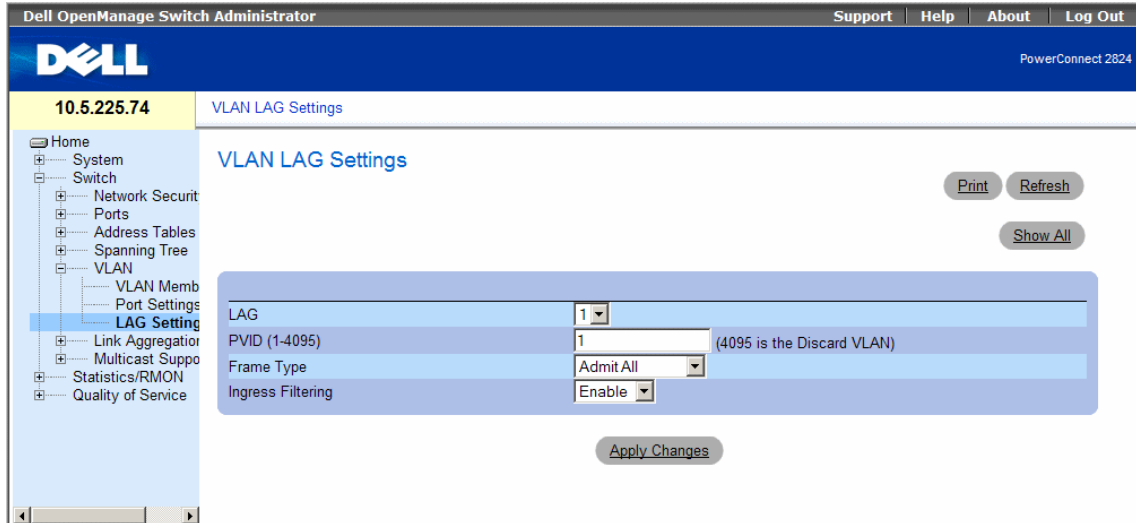 Dell OpenManage Switch Administrator
Support
Help
About
Log Out
DELL
PowerConnect 2824
10.5.225.74
VLAN LAG Settings
Home
System
Switch
Network Securit
Ports
Address Tables
Spanning Tree
VLAN
VLAN Memb
Port Settings
LAG Setting
Link Aggregation
Multicast Suppo
Statistics/RMON
Quality of Service
VLAN LAG Settings
Print
Refresh
Show All
LAG 1
PVID (1-4095) 1 (4095 is the Discard VLAN)
Frame Type Admit All
Ingress Filtering Enable
Apply Changes